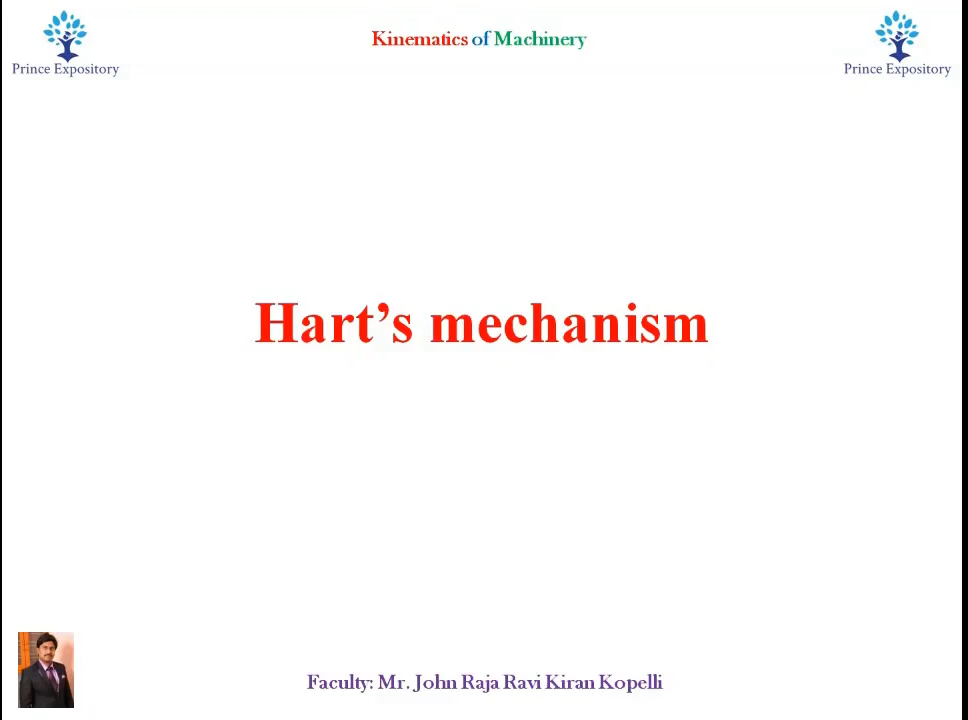 Kinematics of Machinery
Prince Expository
Prince Expository
Hart’s mechanism
Faculty: Mr. John Raja Ravi Kiran Kopelli